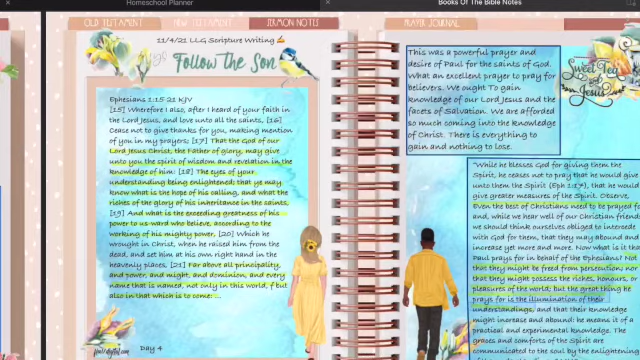 Homeschool Planner
Books Of The Bible Notes
OLD TESTAMENT
NEW TESTAMENT
SERMON NOTES
PRAYER JOURNAL
11/4/21 LLG Scripture Writing
Follow the Son
Ephesians 1:15-21 KJV
[15] Wherefore I also, after I heard of your faith in
the Lord Jesus, and love unto all the saints, [16]
Cease not to give thanks for you, making mention
of you in my prayers; [17] That the God of our
Lord Jesus Christ, the Father of glory, may give
unto you the spirit of wisdom and revelation in the
knowledge of him: [18] The eyes of your
understanding being enlightened; that ye may
know what is the hope of his calling, and what the
riches of the glory of his inheritance in the saints,
[19] And what is the exceeding greatness of his
power to us-ward who believe, according to the
working of his mighty power, [20] Which he
wrought in Christ, when he raised him from the
dead, and set him at his own right hand in the
heavenly places, [21] Far above all principality,
and power, and might, and dominion, and every
name that is named, not only in this world, f but
also in that which is to come: ...
Day 4
This was a powerful prayer and
desire of Paul for the saints of God.
What an excellent prayer to pray for
believers. We ought To gain
knowledge of our Lord Jesus and the
facets of Salvation. We are afforded
so much coming into the knowledge
of Christ. There is everything to
gain and nothing to lose.
Sweet Tea
Jesus
"While he blesses God for giving them the
Spirit, he ceases not to pray that he would give
unto them the Spirit (Eph 1:17), that he would
give greater measures of the Spirit. Observe,
Even the best of Christians need to be prayed for
and, while we hear well of our Christian friend
we should think ourselves obliged to intercede
with God for them, that they may abound and
increase yet more and more. Now what is it tha
Paul prays for in behalf of the Ephesians? Not
that they might be freed from persecution; nor
that they might possess the riches, honours, or
pleasures of the world; but the great thing he
prays for is the illumination of their
understandings, and that their knowledge
might increase and abound: he means it of a
practical and experimental knowledge. The
graces and comforts of the Spirit are
communicated to the soul by the enlightening